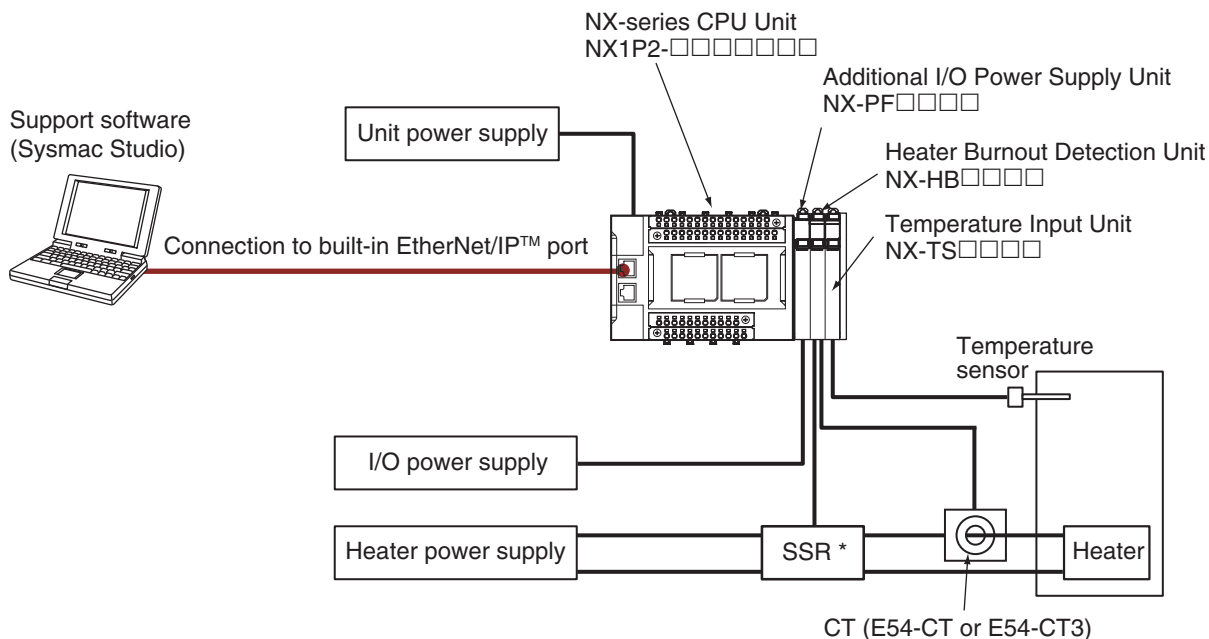 NX-series CPU Unit
NX1P2-□□□□□□□
Additional I/O Power Supply Unit
NX-PF□□□□
Support software
(Sysmac Studio)
Unit power supply
Heater Burnout Detection Unit
NX-HB□□□□
Temperature Input Unit
NX-TS□□□□
Connection to built-in EtherNet/IP™ port
Temperature
sensor
I/O power supply
Heater power supply
SSR *
Heater
CT (E54-CT or E54-CT3)